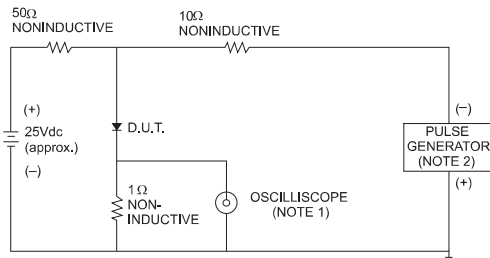 50Ω
NONINDUCTIVE
10Ω
NONINDUCTIVE
(+)
25Vdc
(approx.)
(–)
D.U.T.
1Ω
NON-
INDUCTIVE
OSCILLISCOPE
(NOTE 1)
(–)
PULSE
GENERATOR
(NOTE 2)
(+)